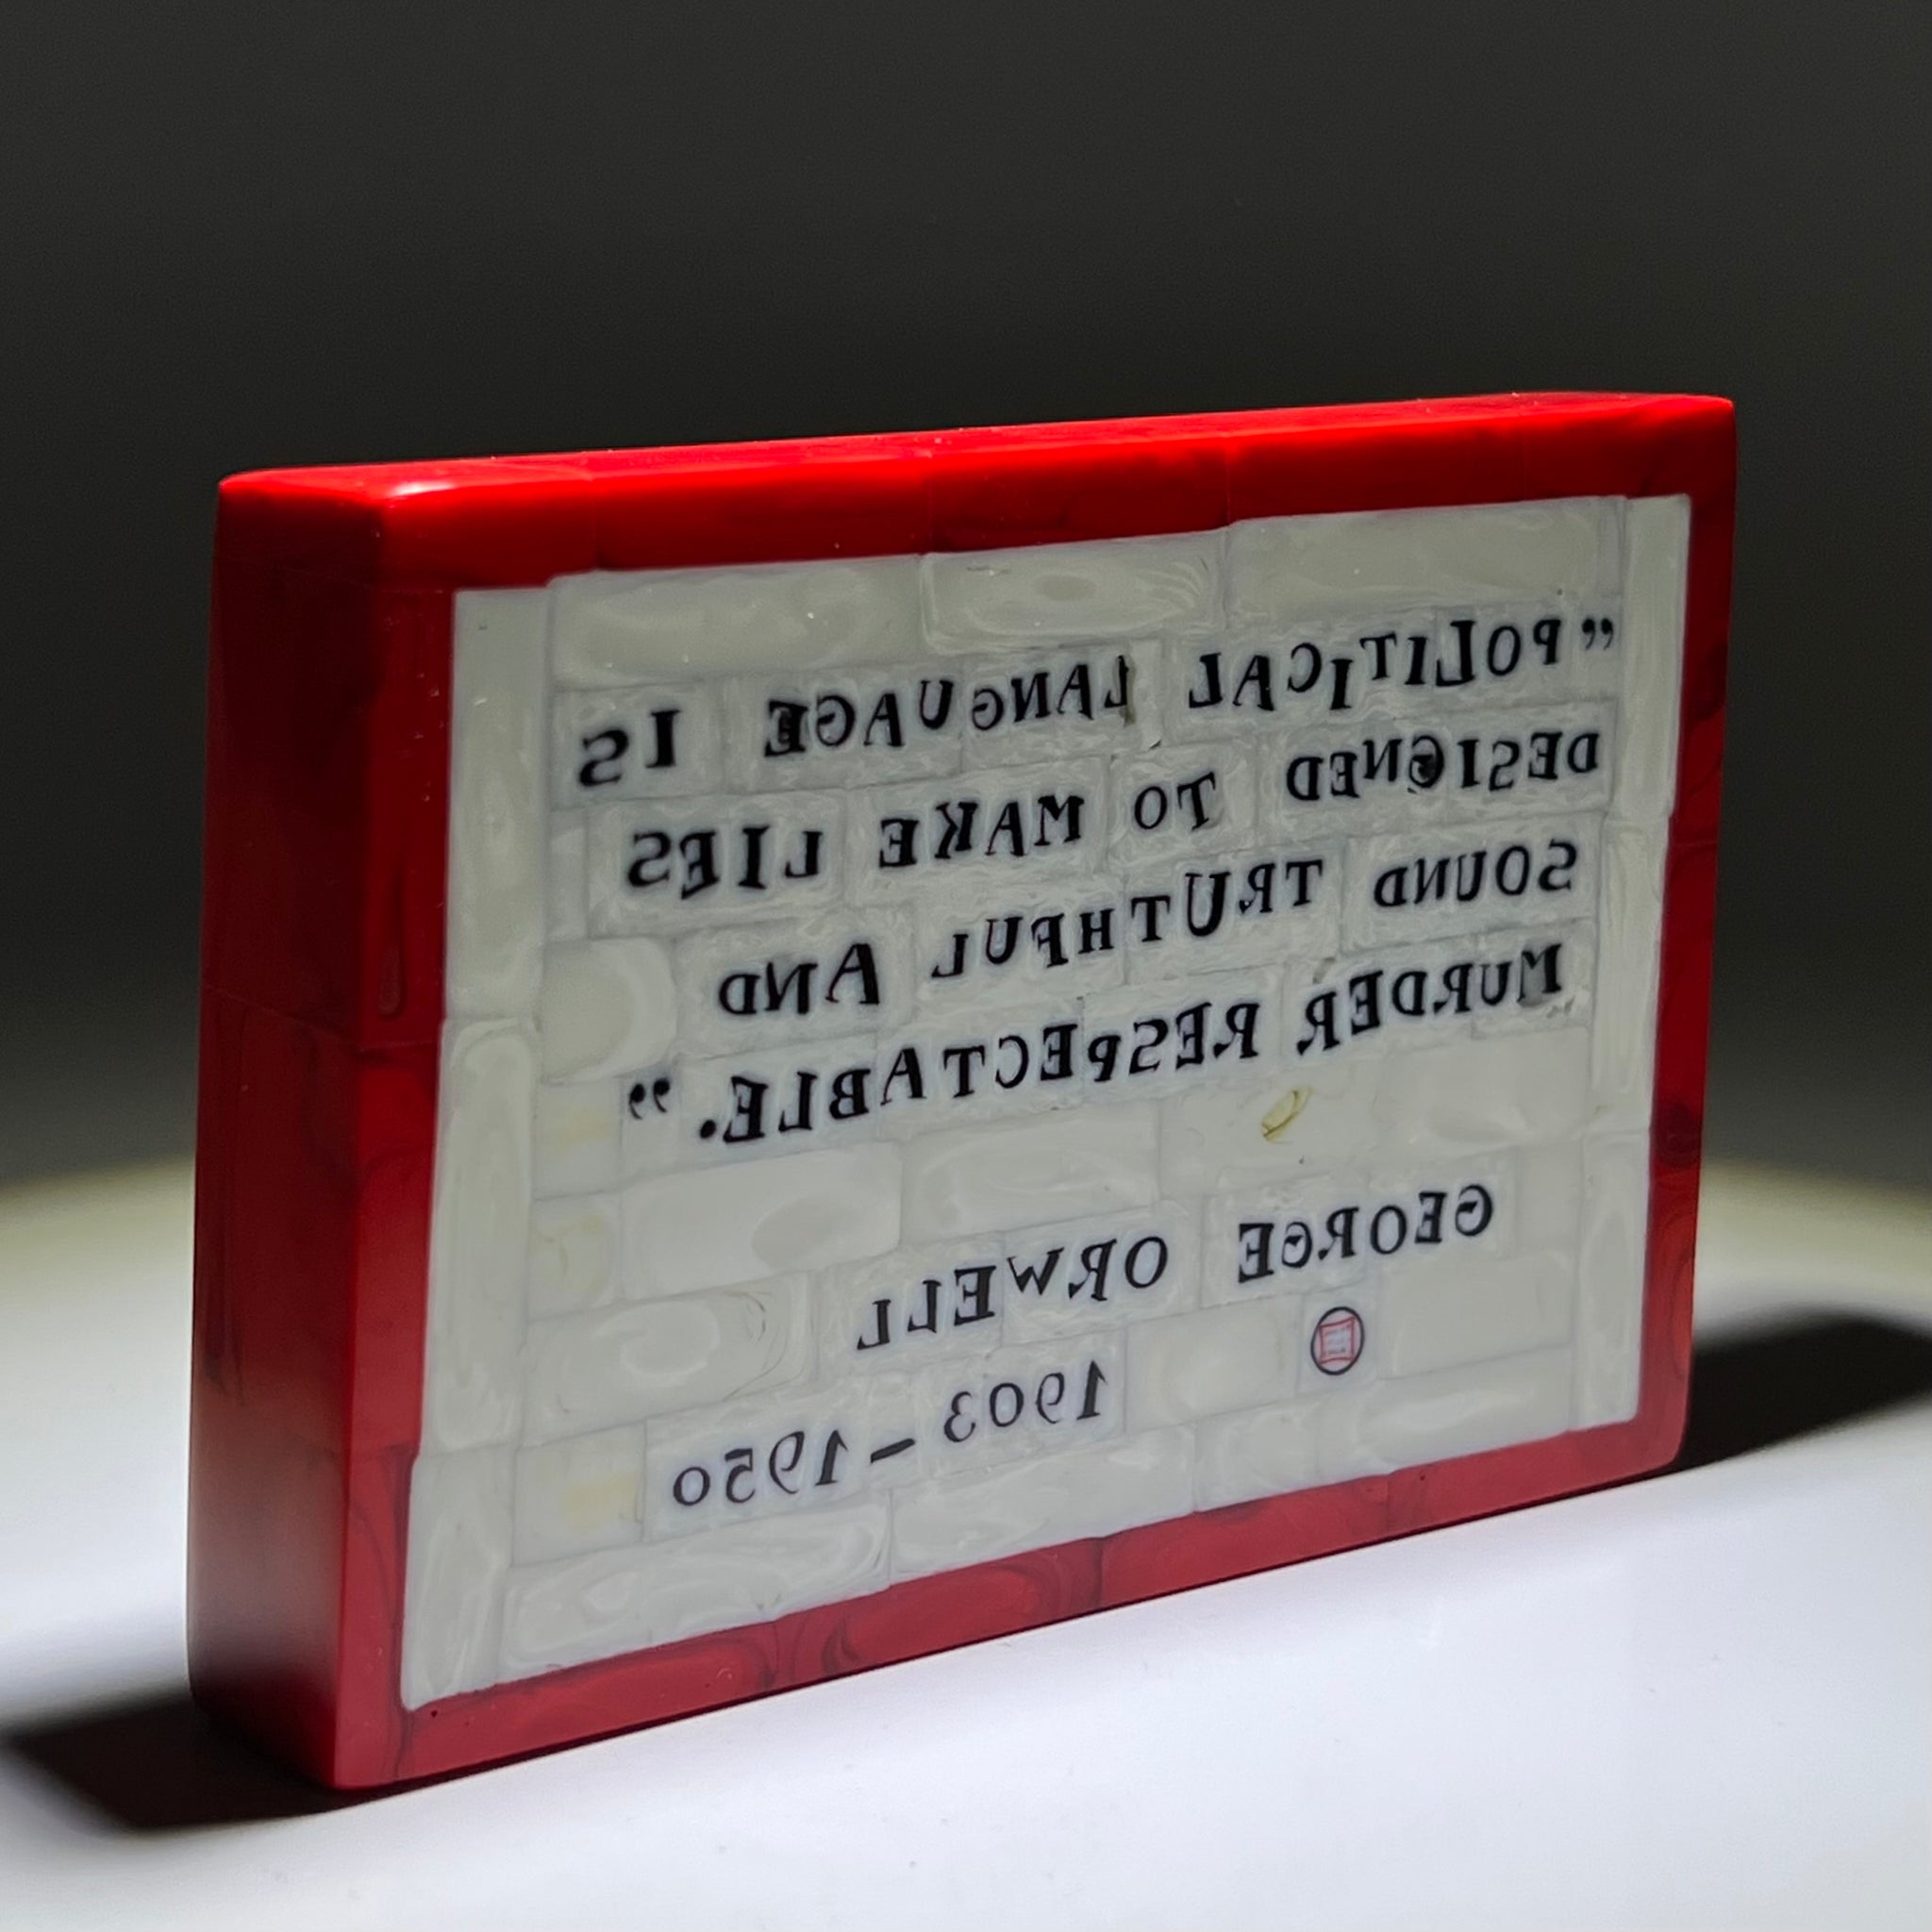 "POLITICAL LANGUAGE IS
DESIGNED TO MAKE LIES
SOUND TRUTHFUL AND
MURDER RESPECTABLE."
GEORGE ORWELL
1903-1950